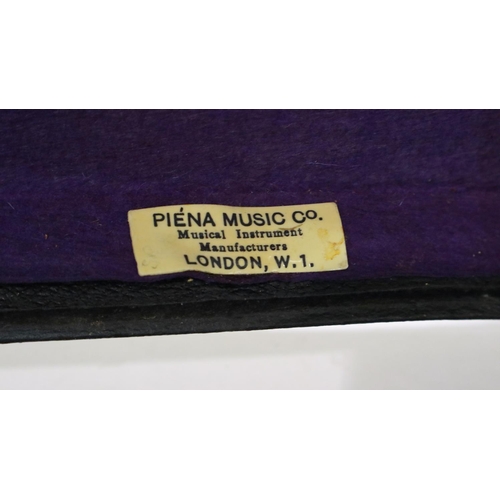 PIÉNA MUSIC CO.
Musical Instrument
Manufacturers
LONDON, W.1.